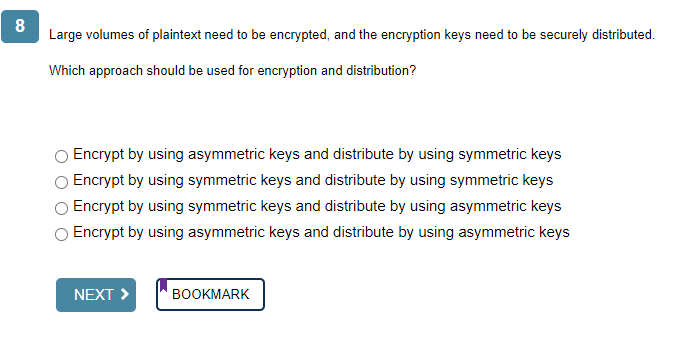 8
Large volumes of plaintext need to be encrypted, and the encryption keys need to be securely distributed.
Which approach should be used for encryption and distribution?
Encrypt by using asymmetric keys and distribute by using symmetric keys
Encrypt by using symmetric keys and distribute by using symmetric keys
Encrypt by using symmetric keys and distribute by using asymmetric keys
Encrypt by using asymmetric keys and distribute by using asymmetric keys
NEXT
BOOKMARK